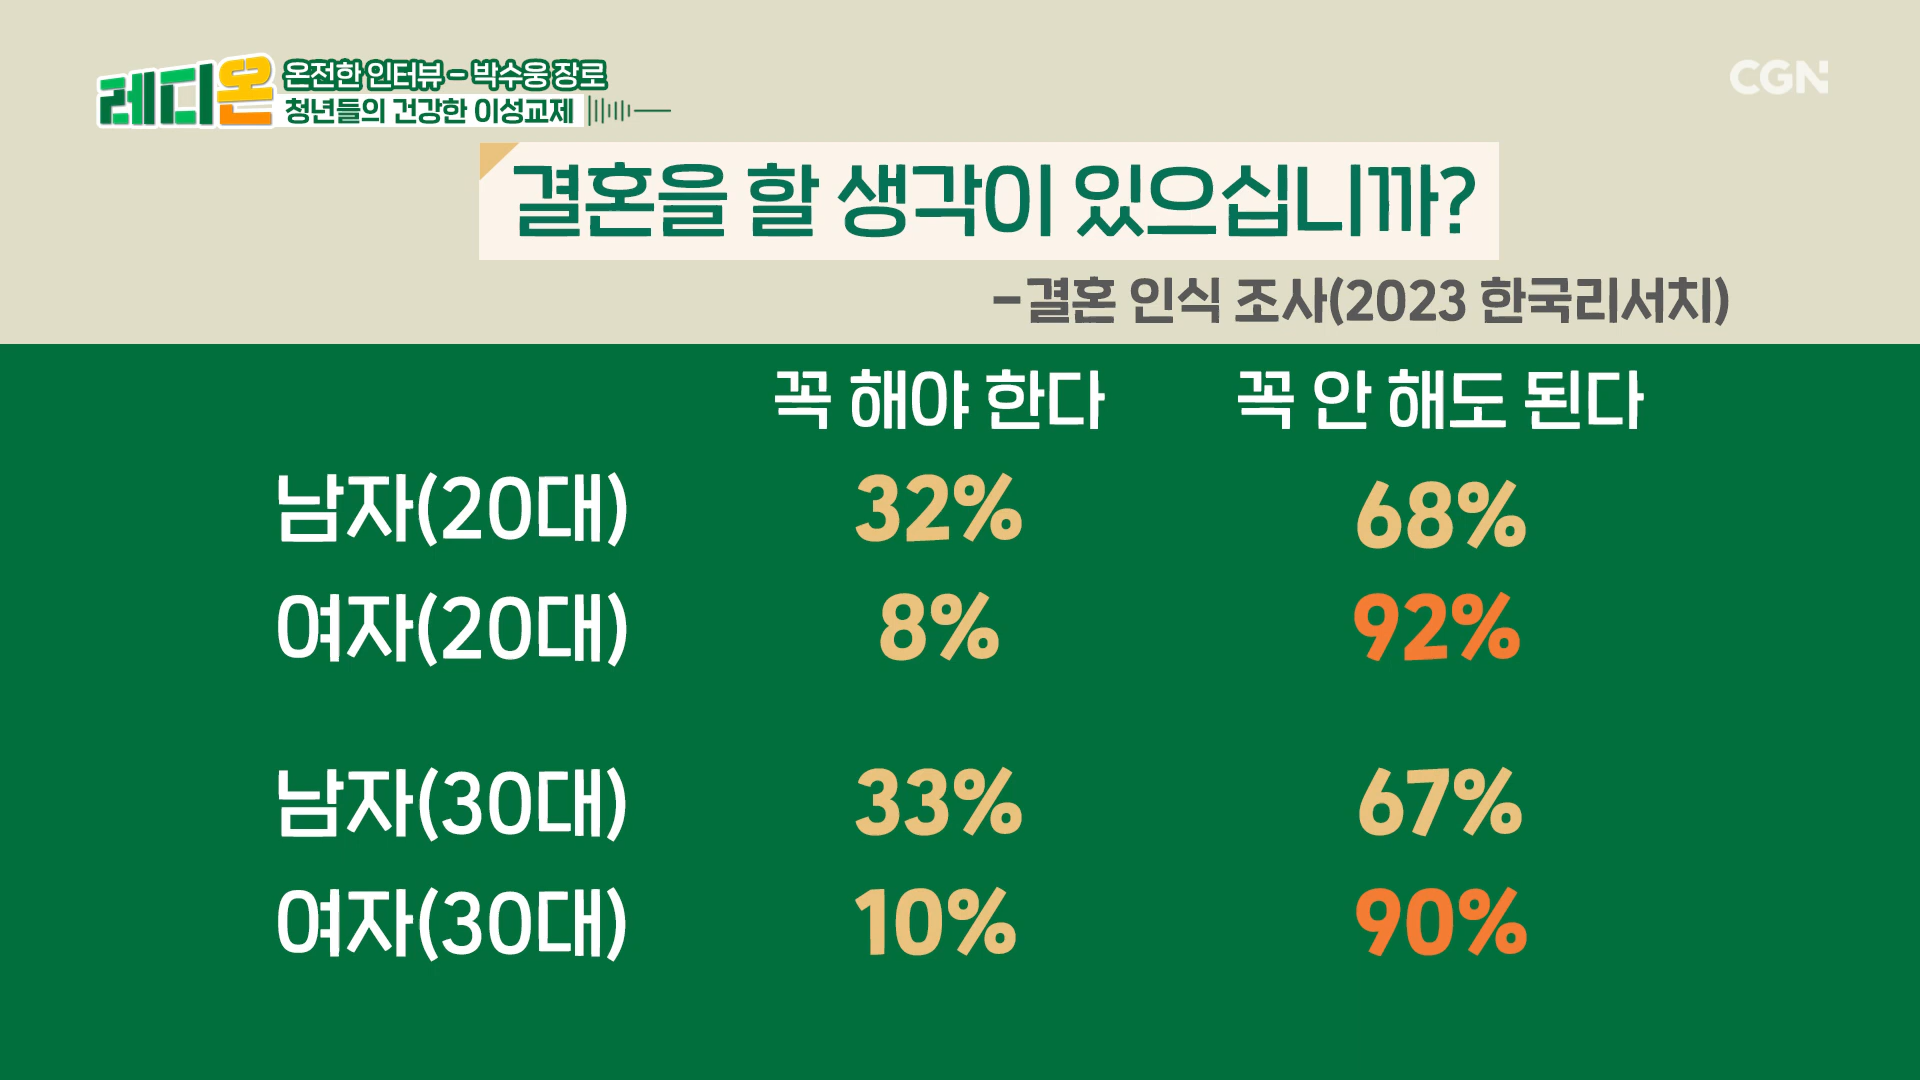 레디온
온전한 인터뷰 - 박수웅 장로
청년들의 건강한 이성교제
CGN
결혼을 할 생각이 있으십니까?
-결혼 인식 조사(2023 한국리서치)
꼭 해야 한다 꼭 안 해도 된다
남자(20대) 32% 68%
여자(20대) 8% 92%
남자(30대) 33% 67%
여자(30대) 10% 90%